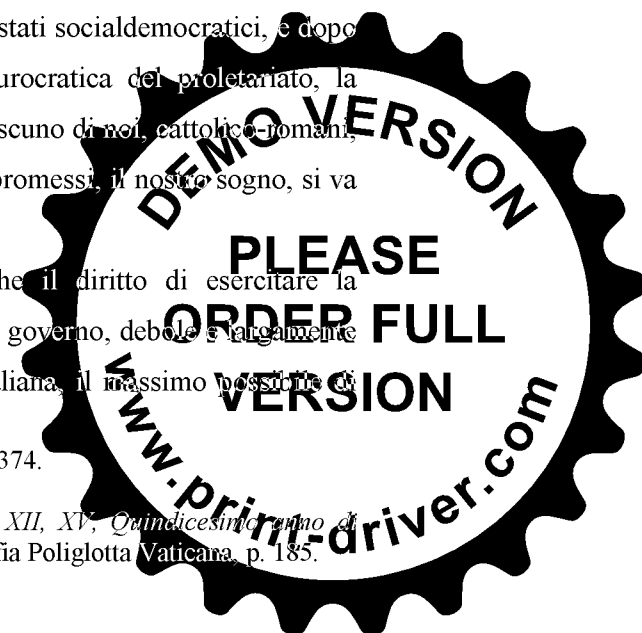 stati socialdemocratici, e dopo
urocratica del proletariato, la
scuno di noi, cattolico-romani,
promessi, il nostro sogno, si va
he il diritto di esercitare la
governo, debole e largamente
liana, il massimo possibile di
374.
XII, XV, Quindicesimo anno di
fia Poliglotta Vaticana, p. 185.
DEMO VERSION
PLEASE
ORDER FULL
VERSION
www.print-driver.com